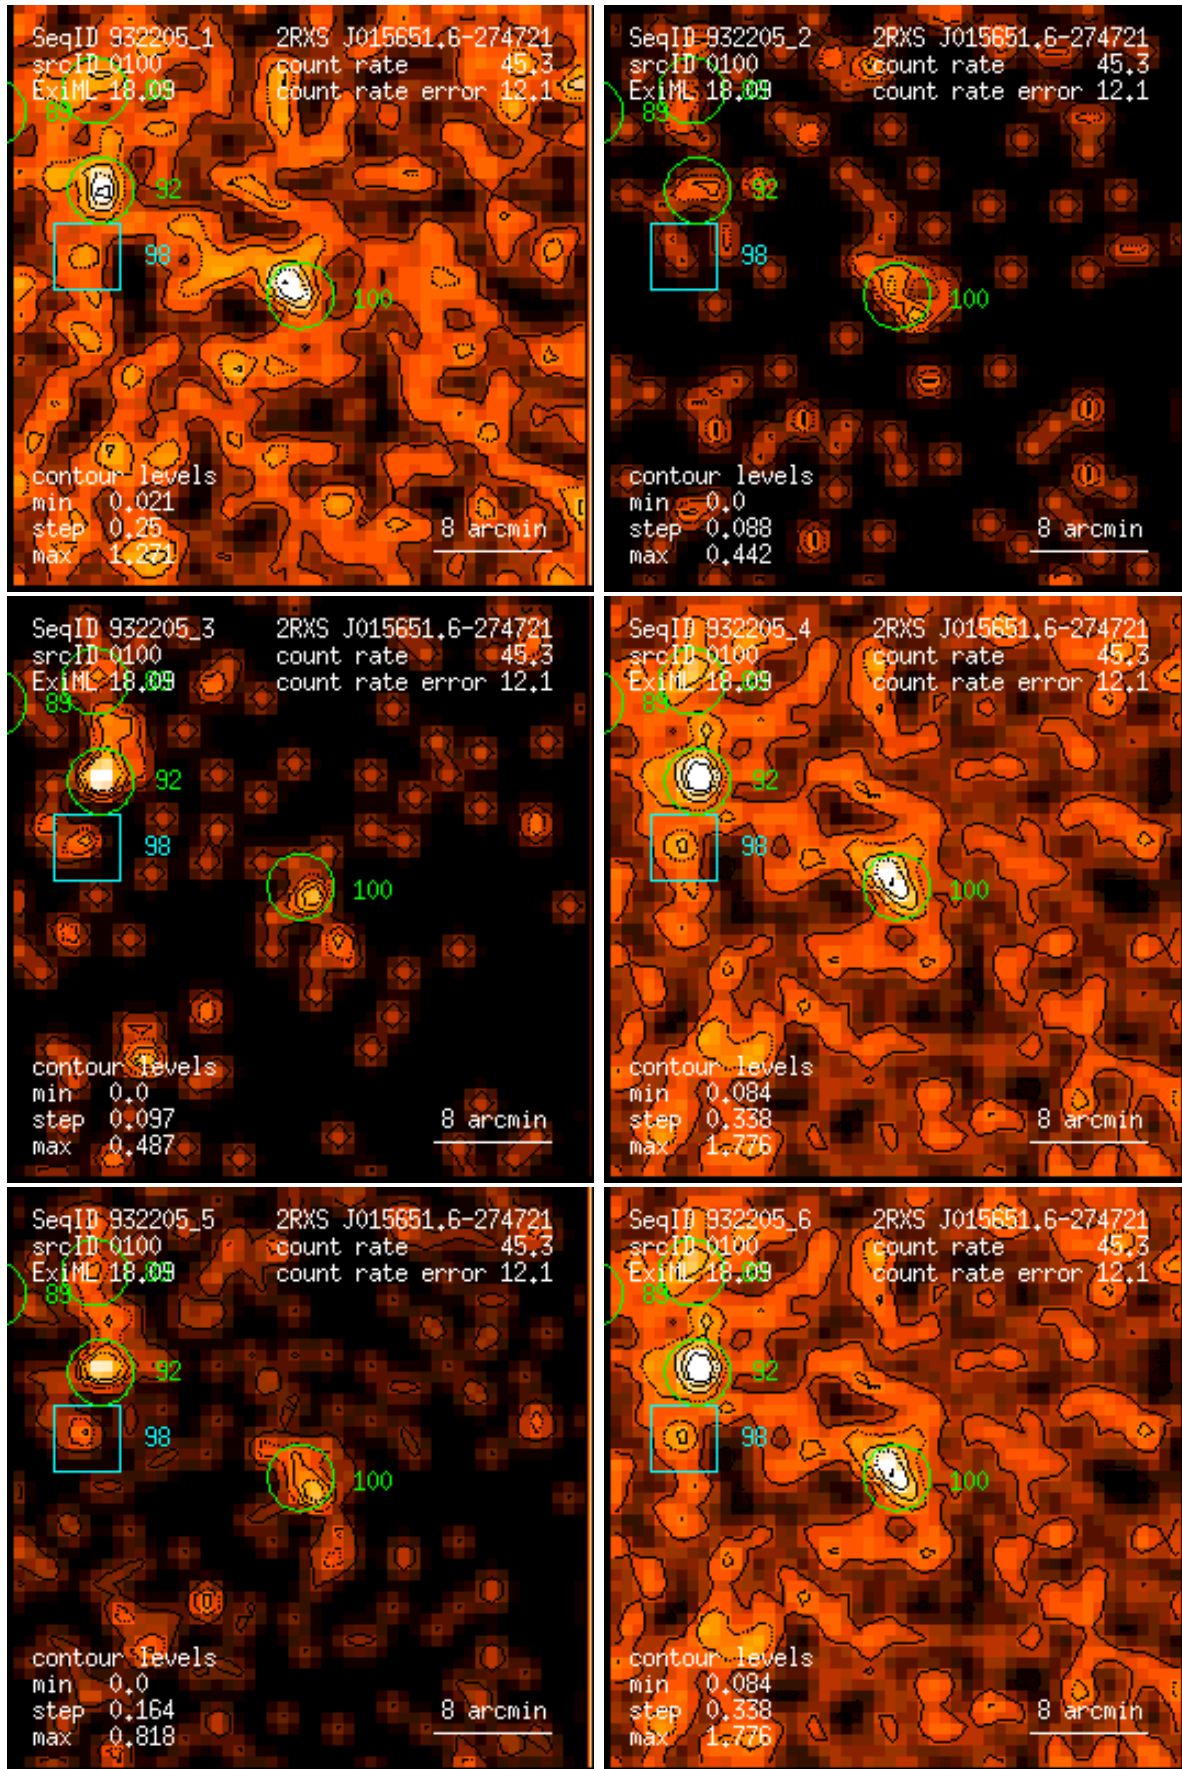 SeqID 932205_1 2RXS J015651.6-274721
srcID 0100 count rate 45.3
ExiML 18.09 count rate error 12.1
89
92
98
100
contour levels
min 0.021
step 0.25 8 arcmin
max 1.271
SeqID 932205_2 2RXS J015651.6-274721
srcID 0100 count rate 45.3
ExiML 18.09 count rate error 12.1
89
92
98
100
contour levels
min 0.0
step 0.088 8 arcmin
max 0.442
SeqID 932205_3 2RXS J015651.6-274721
srcID 0100 count rate 45.3
ExiML 18.09 count rate error 12.1
89
92
98
100
contour levels
min 0.0
step 0.097 8 arcmin
max 0.487
SeqID 932205_4 2RXS J015651.6-274721
srcID 0100 count rate 45.3
ExiML 18.09 count rate error 12.1
89
92
98
100
contour levels
min 0.084
step 0.338 8 arcmin
max 1.776
SeqID 932205_5 2RXS J015651.6-274721
srcID 0100 count rate 45.3
ExiML 18.09 count rate error 12.1
89
92
98
100
contour levels
min 0.0
step 0.164 8 arcmin
max 0.818
SeqID 932205_6 2RXS J015651.6-274721
srcID 0100 count rate 45.3
ExiML 18.09 count rate error 12.1
89
92
98
100
contour levels
min 0.084
step 0.338 8 arcmin
max 1.776